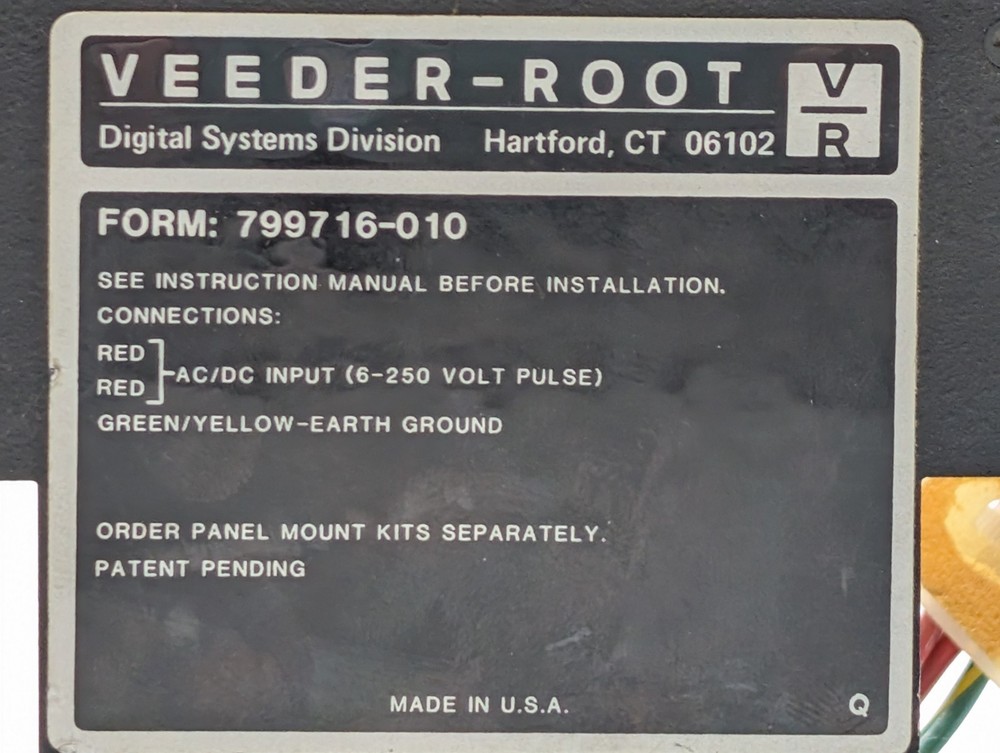 VEEDER-ROOT
V
R
Digital Systems Division Hartford, CT 06102
FORM: 799716-010
SEE INSTRUCTION MANUAL BEFORE INSTALLATION.
CONNECTIONS:
RED
RED
AC/DC INPUT (6-250 VOLT PULSE)
GREEN/YELLOW-EARTH GROUND
ORDER PANEL MOUNT KITS SEPARATELY.
PATENT PENDING
MADE IN U.S.A.
Q